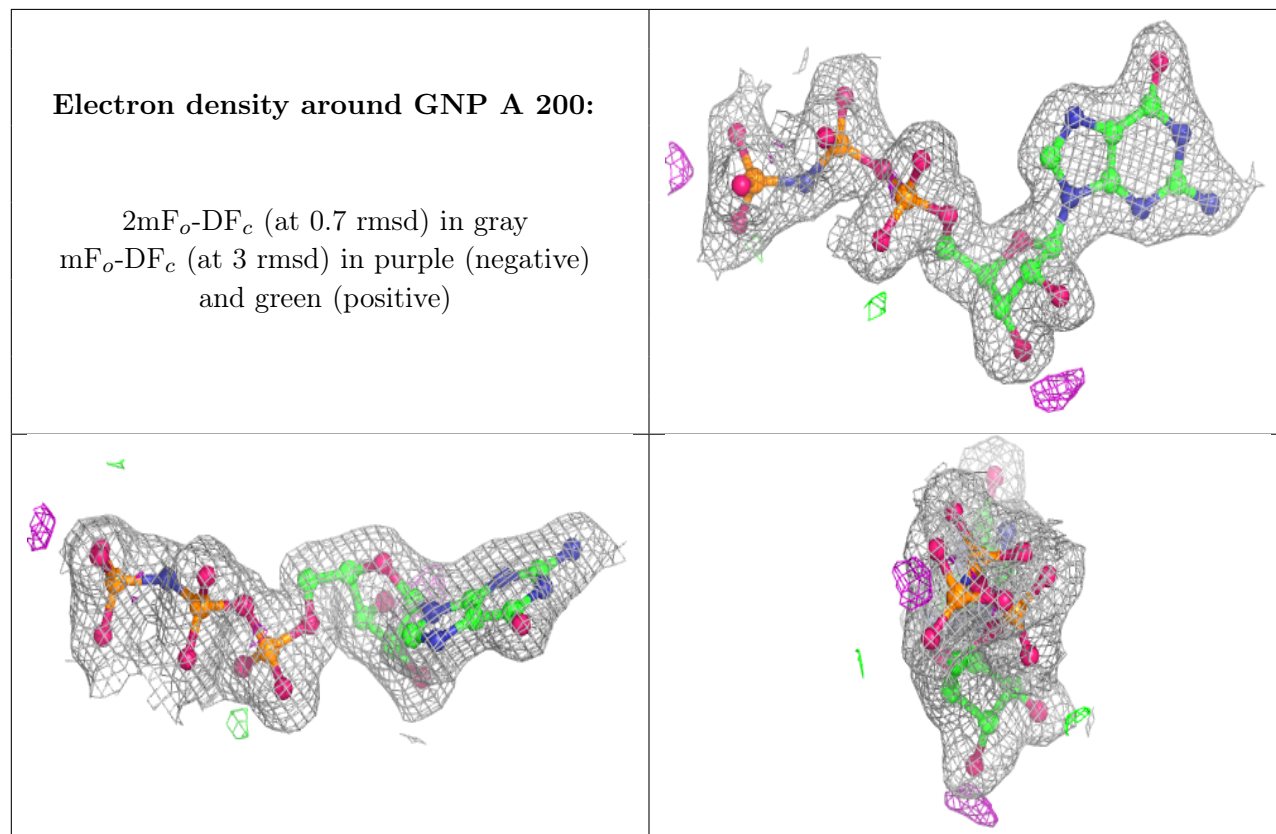 Electron density around GNP A 200:
2mFo-DFc (at 0.7 rmsd) in gray
mFo-DFc (at 3 rmsd) in purple (negative)
and green (positive)